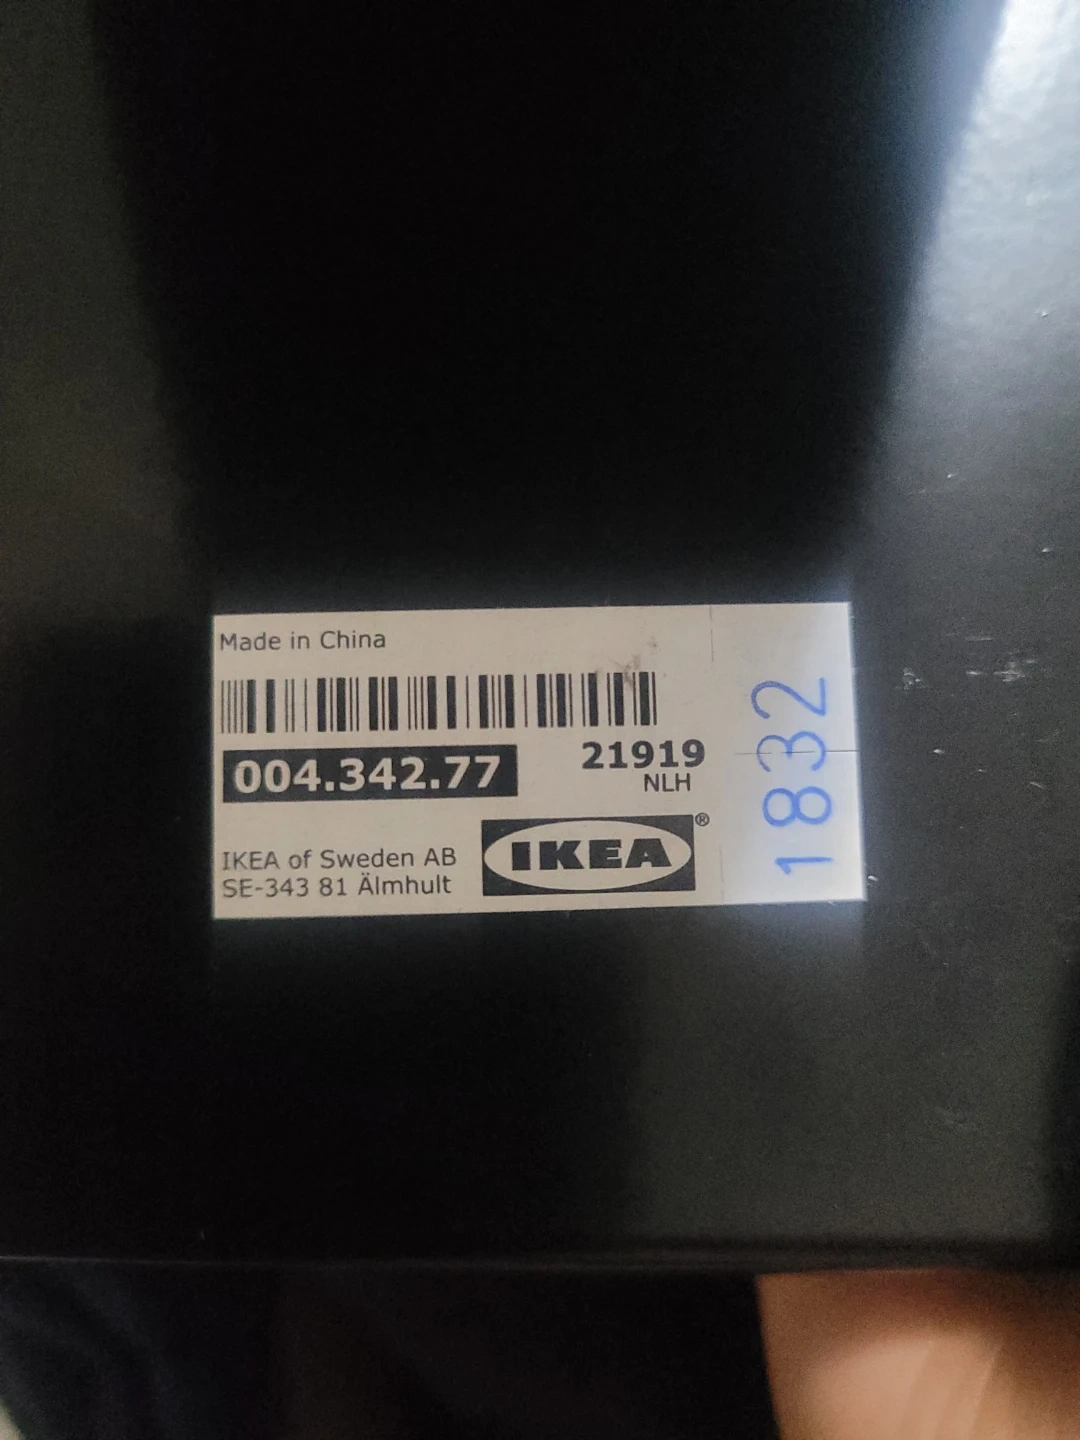 Made in China
004.342.77
21919
NLH
IKEA of Sweden AB
SE-343 81 Älmhult
IKEA®
1832